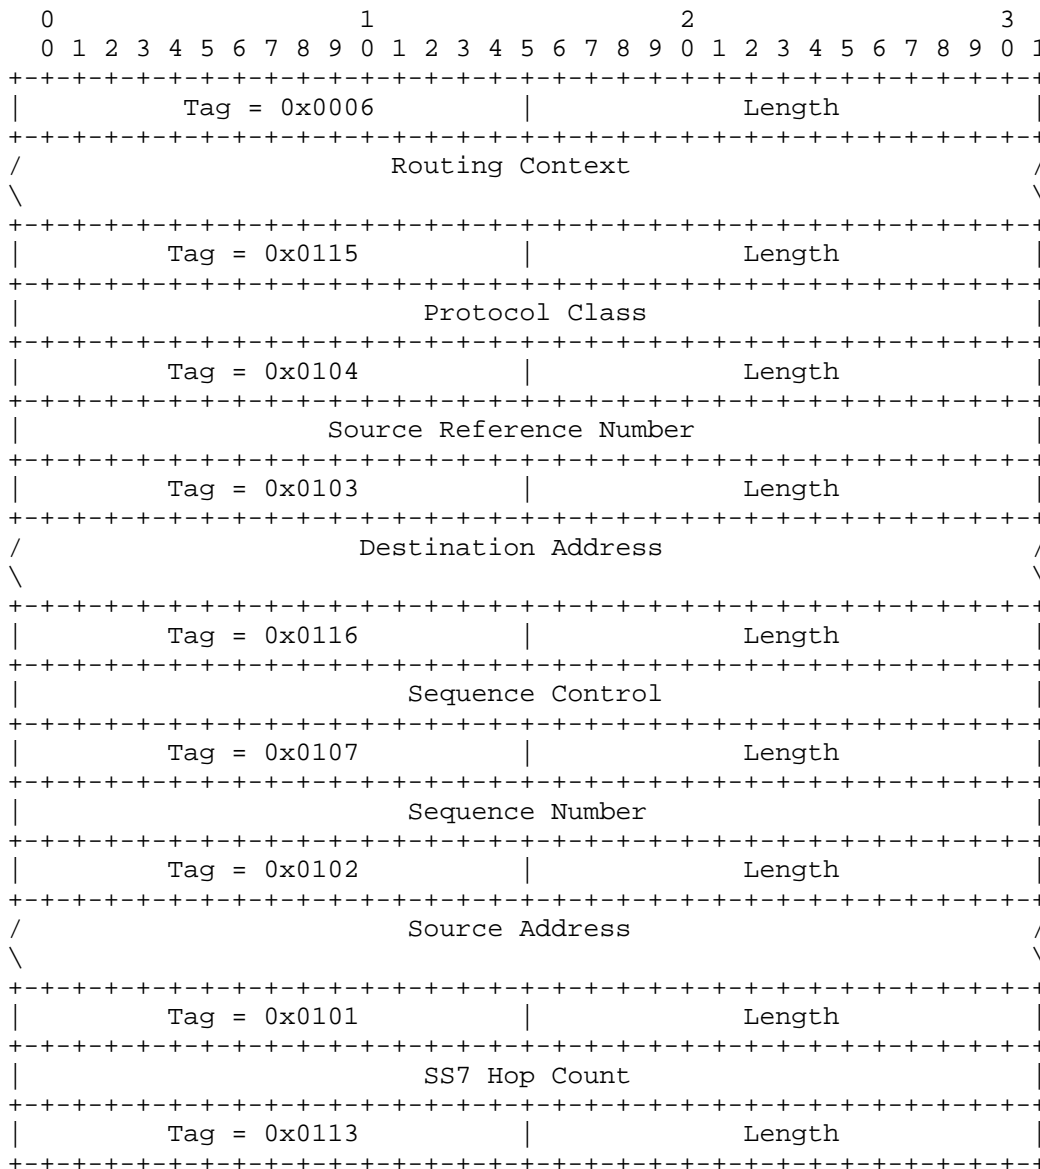 0                   1                   2                   3
 0 1 2 3 4 5 6 7 8 9 0 1 2 3 4 5 6 7 8 9 0 1 2 3 4 5 6 7 8 9 0 1
+-+-+-+-+-+-+-+-+-+-+-+-+-+-+-+-+-+-+-+-+-+-+-+-+-+-+-+-+-+-+-+-+
|          Tag = 0x0006         |             Length            |
+-+-+-+-+-+-+-+-+-+-+-+-+-+-+-+-+-+-+-+-+-+-+-+-+-+-+-+-+-+-+-+-+
/                       Routing Context                         /
\                                                               \
+-+-+-+-+-+-+-+-+-+-+-+-+-+-+-+-+-+-+-+-+-+-+-+-+-+-+-+-+-+-+-+-+
|         Tag = 0x0115          |             Length            |
+-+-+-+-+-+-+-+-+-+-+-+-+-+-+-+-+-+-+-+-+-+-+-+-+-+-+-+-+-+-+-+-+
|                         Protocol Class                        |
+-+-+-+-+-+-+-+-+-+-+-+-+-+-+-+-+-+-+-+-+-+-+-+-+-+-+-+-+-+-+-+-+
|         Tag = 0x0104          |             Length            |
+-+-+-+-+-+-+-+-+-+-+-+-+-+-+-+-+-+-+-+-+-+-+-+-+-+-+-+-+-+-+-+-+
|                   Source Reference Number                     |
+-+-+-+-+-+-+-+-+-+-+-+-+-+-+-+-+-+-+-+-+-+-+-+-+-+-+-+-+-+-+-+-+
|         Tag = 0x0103          |             Length            |
+-+-+-+-+-+-+-+-+-+-+-+-+-+-+-+-+-+-+-+-+-+-+-+-+-+-+-+-+-+-+-+-+
/                     Destination Address                       /
\                                                               \
+-+-+-+-+-+-+-+-+-+-+-+-+-+-+-+-+-+-+-+-+-+-+-+-+-+-+-+-+-+-+-+-+
|         Tag = 0x0116          |             Length            |
+-+-+-+-+-+-+-+-+-+-+-+-+-+-+-+-+-+-+-+-+-+-+-+-+-+-+-+-+-+-+-+-+
|                        Sequence Control                       |
+-+-+-+-+-+-+-+-+-+-+-+-+-+-+-+-+-+-+-+-+-+-+-+-+-+-+-+-+-+-+-+-+
|         Tag = 0x0107          |             Length            |
+-+-+-+-+-+-+-+-+-+-+-+-+-+-+-+-+-+-+-+-+-+-+-+-+-+-+-+-+-+-+-+-+
|                        Sequence Number                        |
+-+-+-+-+-+-+-+-+-+-+-+-+-+-+-+-+-+-+-+-+-+-+-+-+-+-+-+-+-+-+-+-+
|         Tag = 0x0102          |             Length            |
+-+-+-+-+-+-+-+-+-+-+-+-+-+-+-+-+-+-+-+-+-+-+-+-+-+-+-+-+-+-+-+-+
/                        Source Address                         /
\                                                               \
+-+-+-+-+-+-+-+-+-+-+-+-+-+-+-+-+-+-+-+-+-+-+-+-+-+-+-+-+-+-+-+-+
|         Tag = 0x0101          |             Length            |
+-+-+-+-+-+-+-+-+-+-+-+-+-+-+-+-+-+-+-+-+-+-+-+-+-+-+-+-+-+-+-+-+
|                         SS7 Hop Count                         |
+-+-+-+-+-+-+-+-+-+-+-+-+-+-+-+-+-+-+-+-+-+-+-+-+-+-+-+-+-+-+-+-+
|         Tag = 0x0113          |             Length            |
+-+-+-+-+-+-+-+-+-+-+-+-+-+-+-+-+-+-+-+-+-+-+-+-+-+-+-+-+-+-+-+-+